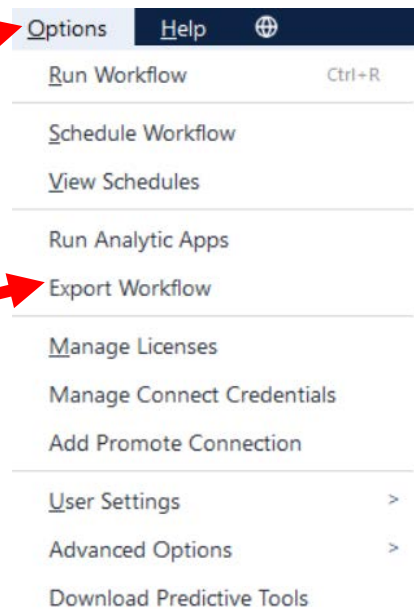 Options Help
Run Workflow Ctrl+R
Schedule Workflow
View Schedules
Run Analytic Apps
Export Workflow
Manage Licenses
Manage Connect Credentials
Add Promote Connection
User Settings >
Advanced Options >
Download Predictive Tools